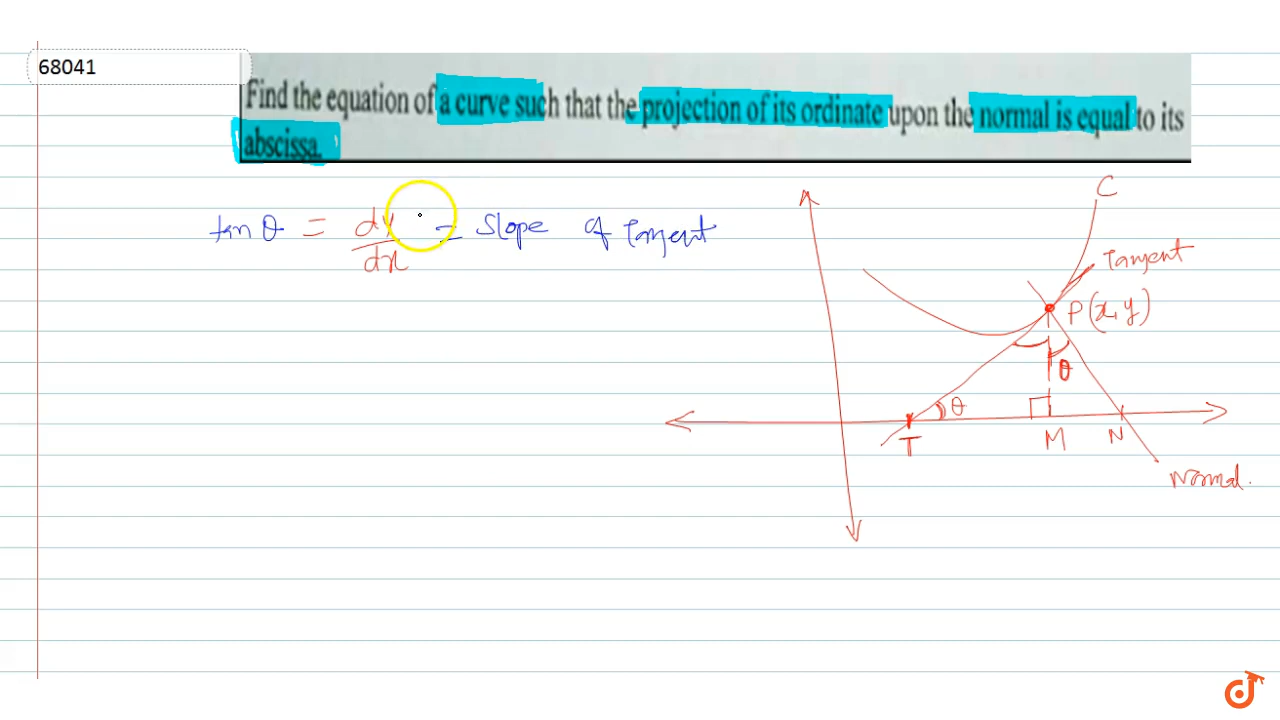 68041
Find the equation of a curve such that the projection of its ordinate upon the normal is equal to its
abscissa.
tan θ = dy/dx = Slope of Tangent
C
Tangent
P(x,y)
θ
θ
T
M
N
Normal.